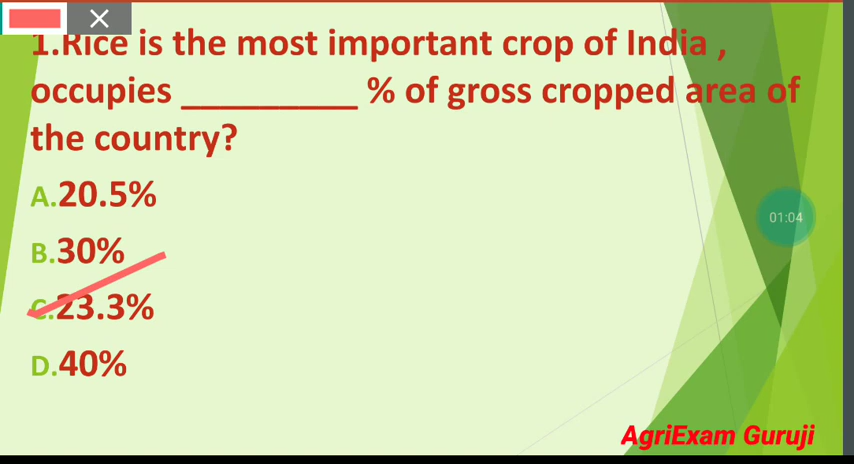 1.Rice is the most important crop of India ,
occupies __________ % of gross cropped area of
the country?
A.20.5%
B.30%
C.23.3%
D.40%
01:04
AgriExam Guruji